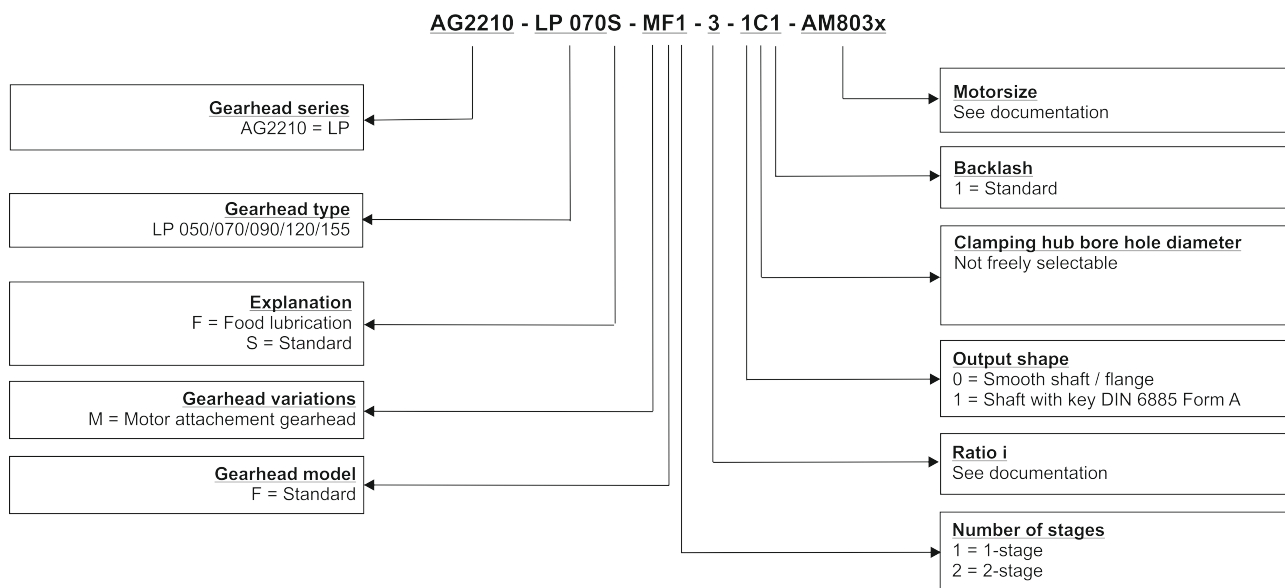 AG2210 - LP 070S - MF1 - 3 - 1C1 - AM803x
Gearhead series
AG2210 = LP
Gearhead type
LP 050/070/090/120/155
Explanation
F = Food lubrication
S = Standard
Gearhead variations
M = Motor attachement gearhead
Gearhead model
F = Standard
Motorsize
See documentation
Backlash
1 = Standard
Clamping hub bore hole diameter
Not freely selectable
Output shape
0 = Smooth shaft / flange
1 = Shaft with key DIN 6885 Form A
Ratio i
See documentation
Number of stages
1 = 1-stage
2 = 2-stage